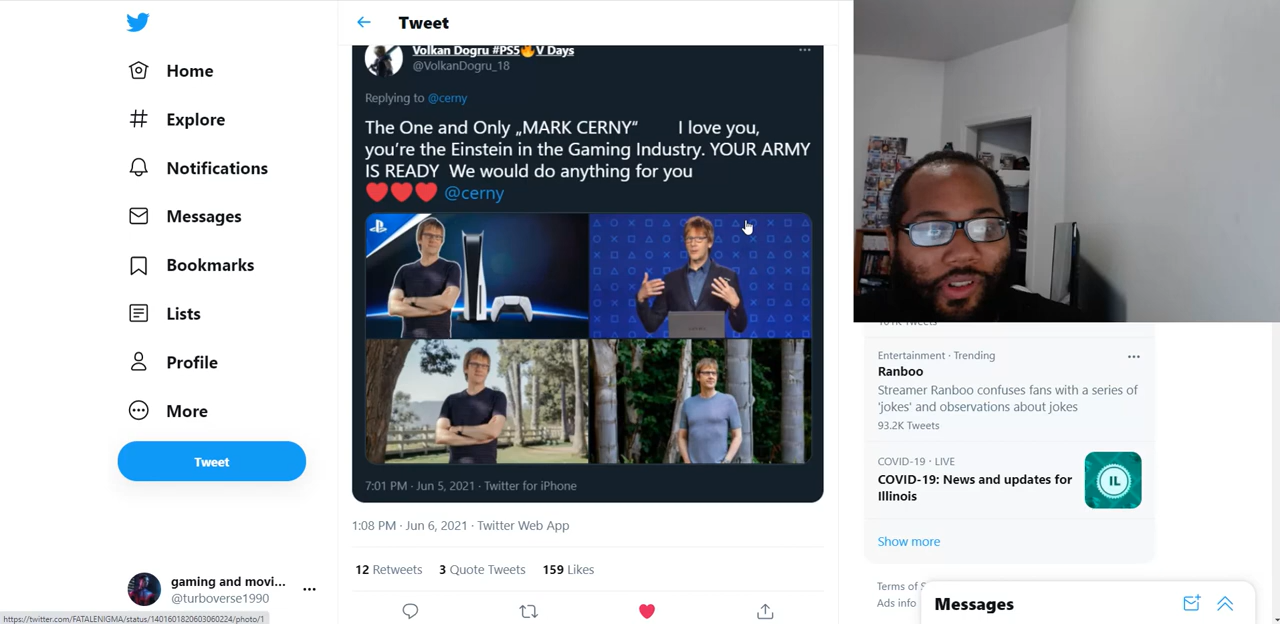 Tweet
Home
Explore
Notifications
Messages
Bookmarks
Lists
Profile
More
Tweet
gaming and movi...
@turboverse1990
https://twitter.com/FATALENIGMA/status/1401601820603060224/photo/1
Volkan Dogru #PS5🔥V Days
@VolkanDogru_18
Replying to @cerny
The One and Only „MARK CERNY“ I love you,
you’re the Einstein in the Gaming Industry. YOUR ARMY
IS READY We would do anything for you
❤️❤️❤️ @cerny
7:01 PM · Jun 5, 2021 · Twitter for iPhone
1:08 PM · Jun 6, 2021 · Twitter Web App
12 Retweets 3 Quote Tweets 159 Likes
Entertainment · Trending
Ranboo
Streamer Ranboo confuses fans with a series of
'jokes' and observations about jokes
93.2K Tweets
COVID-19 · LIVE
COVID-19: News and updates for
Illinois
IL
Show more
Terms of
Ads info
Messages